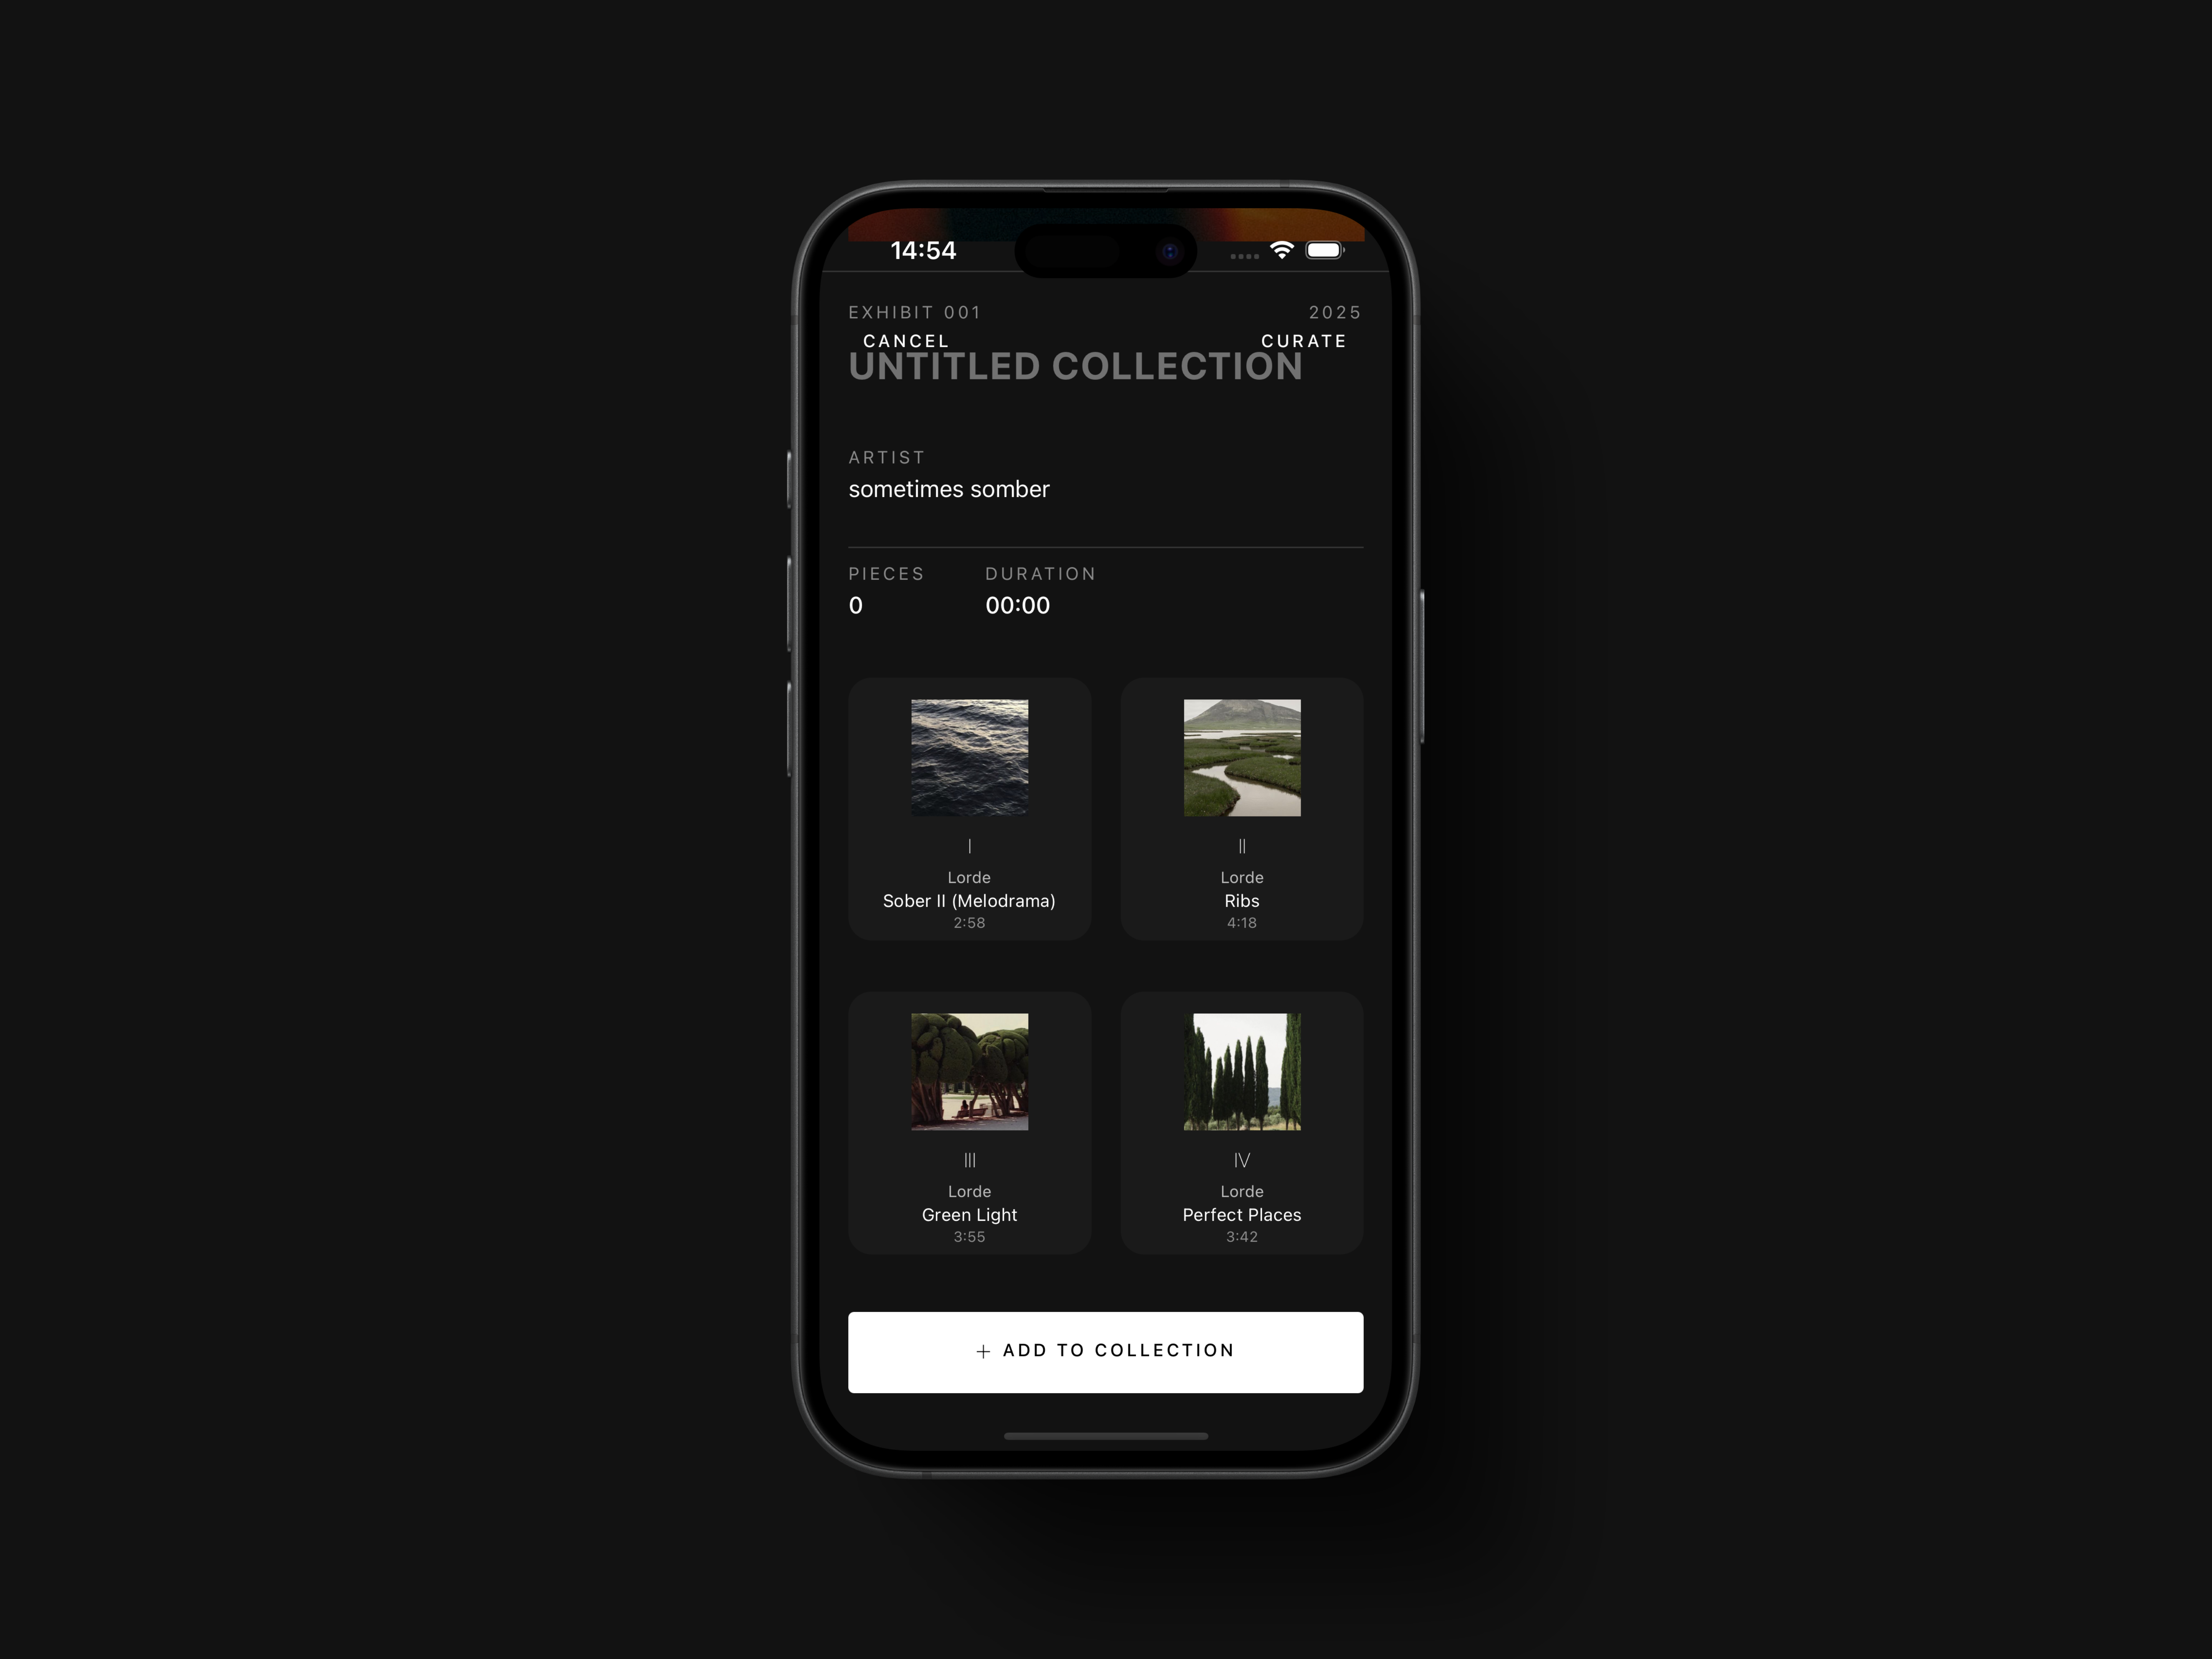 14:54
EXHIBIT 001 2025
CANCEL CURATE
UNTITLED COLLECTION
ARTIST
sometimes somber
PIECES DURATION
0 00:00
I II
Lorde Lorde
Sober II (Melodrama) Ribs
2:58 4:18
III IV
Lorde Lorde
Green Light Perfect Places
3:55 3:42
+ ADD TO COLLECTION